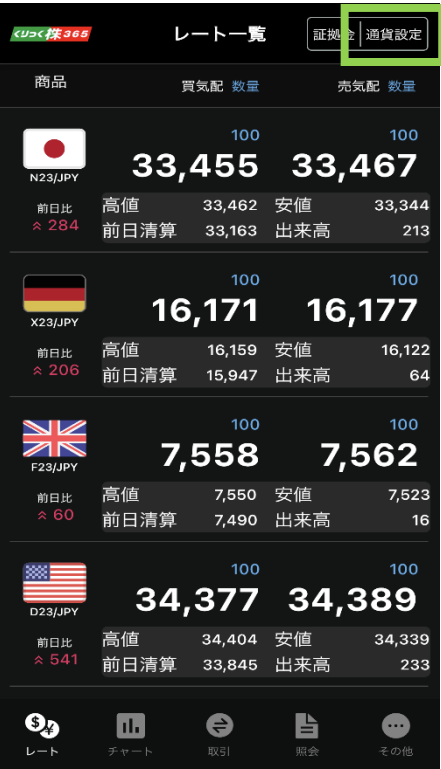 くりっく株365
レート一覧
証拠金 通貨設定
商品 買気配 数量 売気配 数量
100 100
33,455 33,467
N23/JPY
前日比 高値 33,462 安値 33,344
284 前日清算 33,163 出来高 213
100 100
16,171 16,177
X23/JPY
前日比 高値 16,159 安値 16,122
206 前日清算 15,947 出来高 64
100 100
7,558 7,562
F23/JPY
前日比 高値 7,550 安値 7,523
60 前日清算 7,490 出来高 16
100 100
34,377 34,389
D23/JPY
前日比 高値 34,404 安値 34,339
541 前日清算 33,845 出来高 233
$ ¥
レート チャート 取引 照会 その他